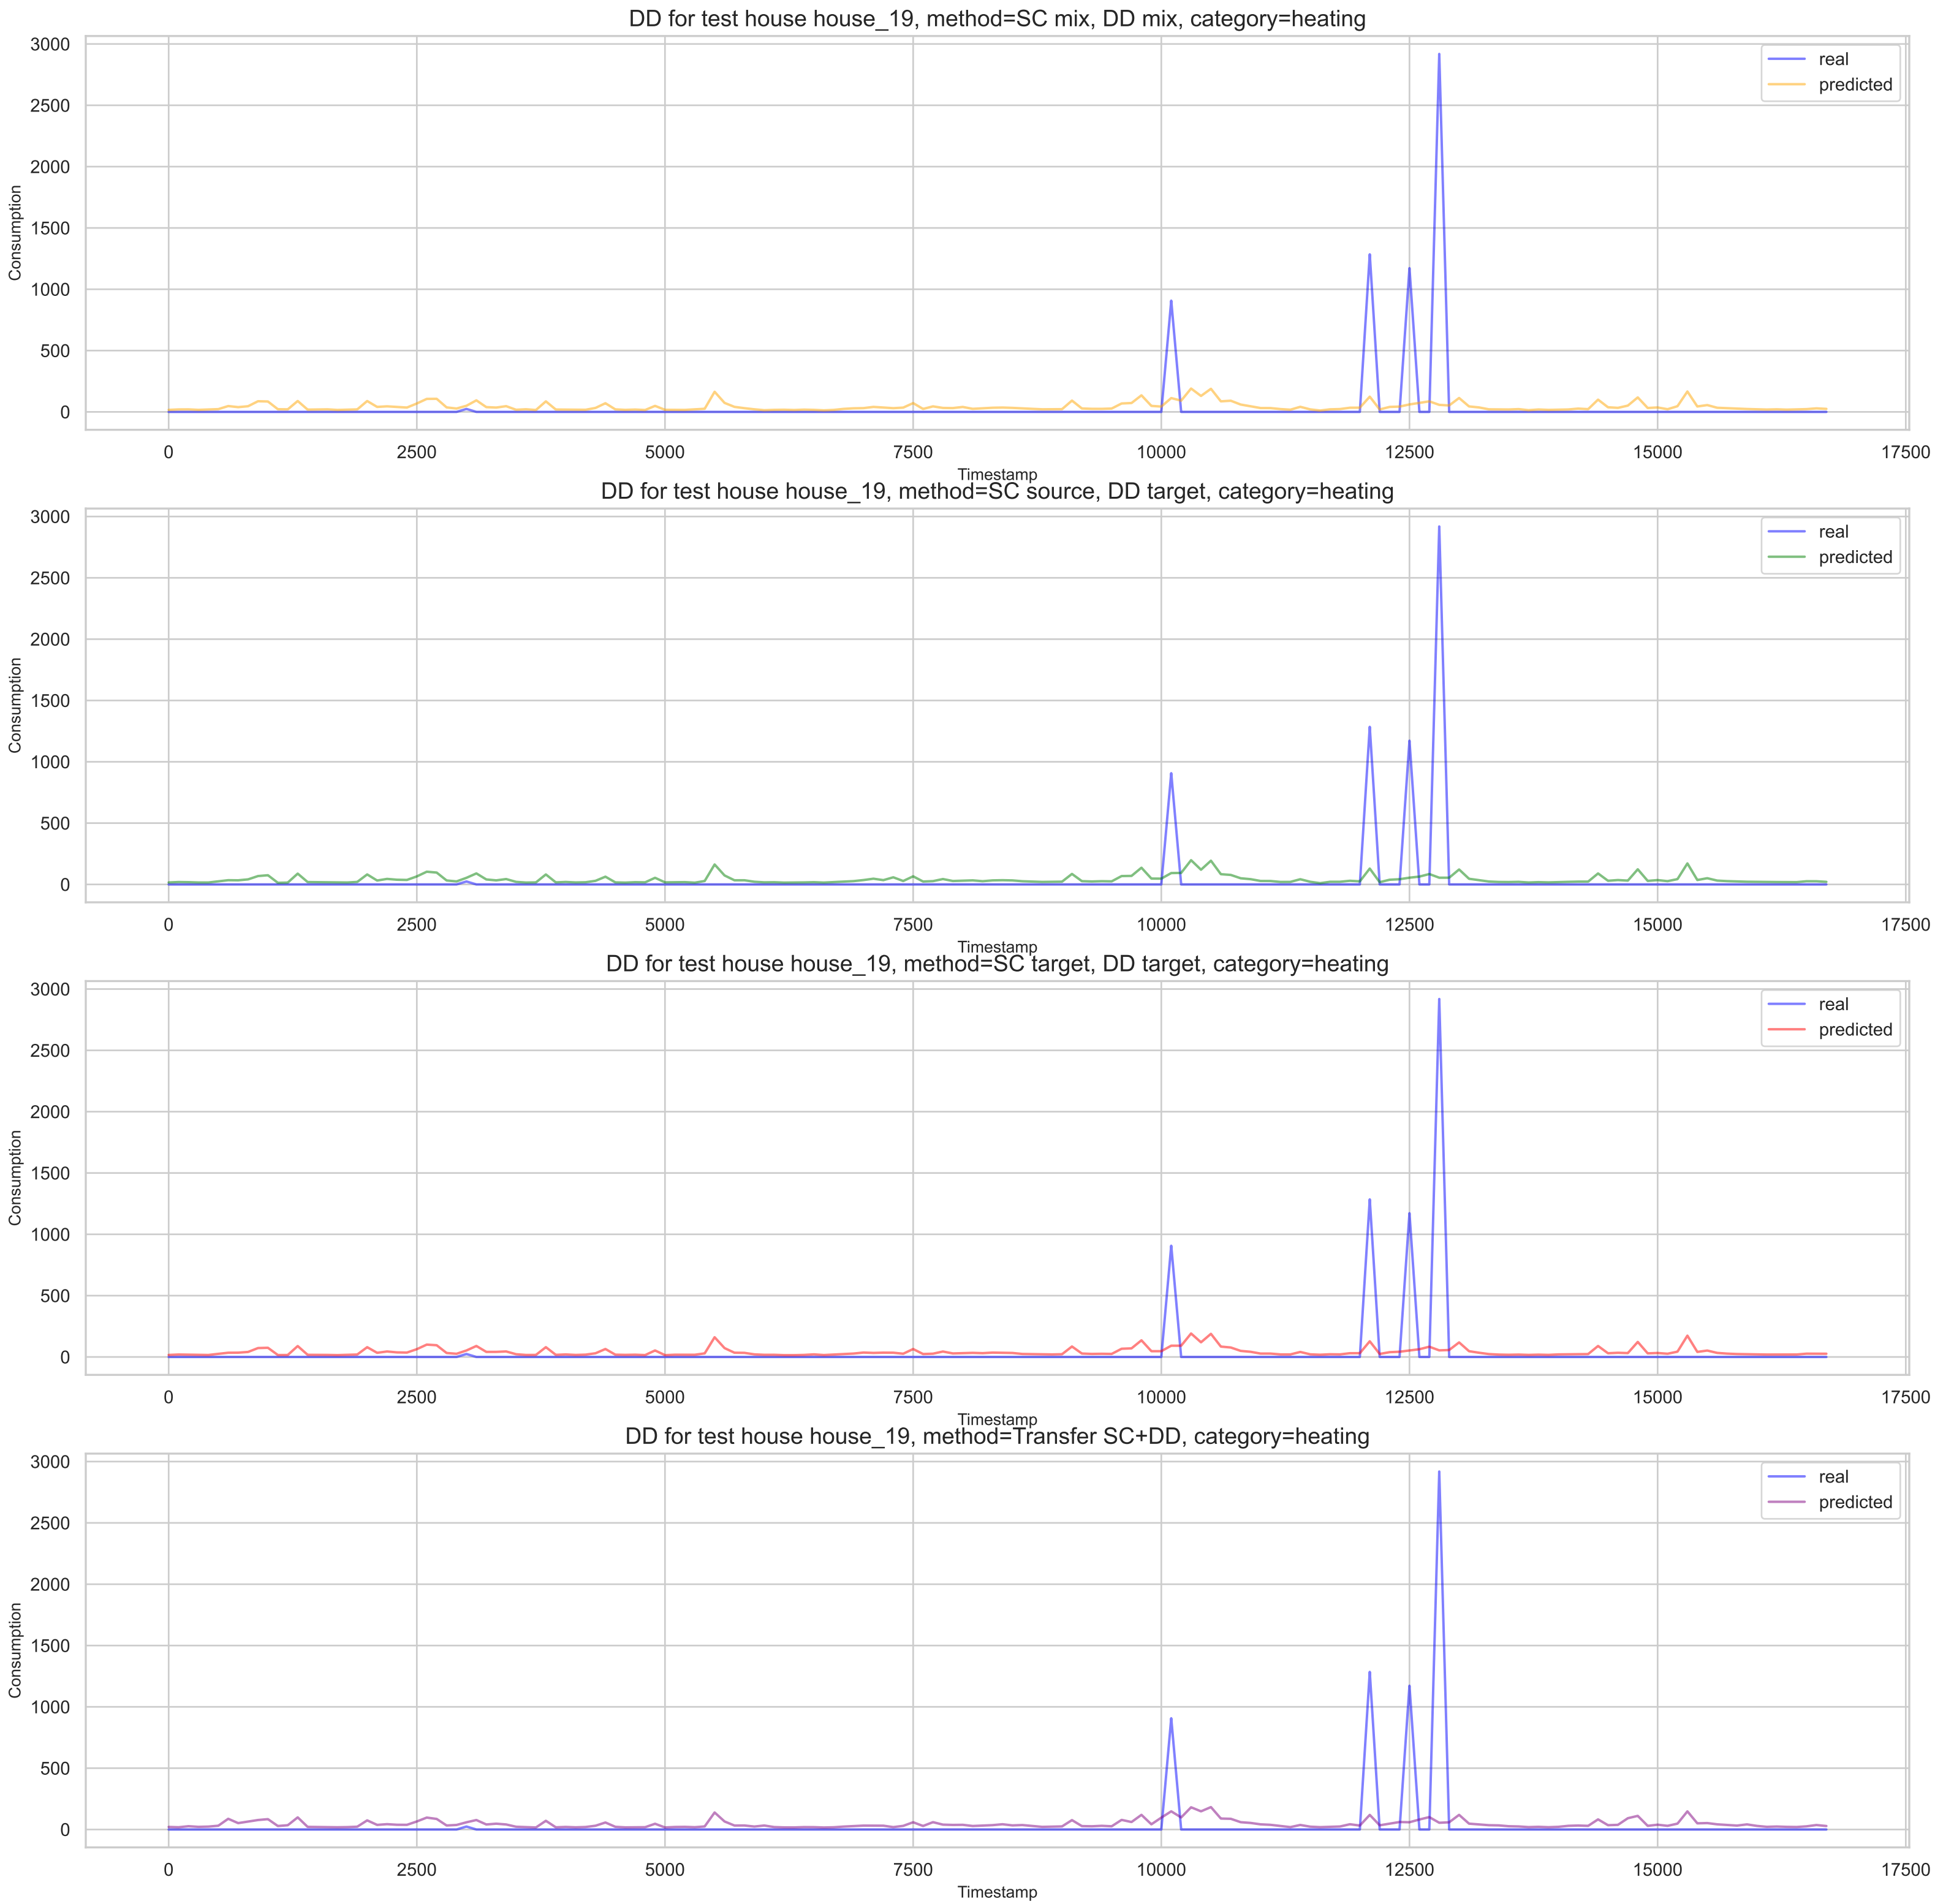 DD for test house house_19, method=SC mix, DD mix, category=heating
3000
2500
2000
1500
1000
500
0
Consumption
real
predicted
0 2500 5000 7500 10000 12500 15000 17500
Timestamp
DD for test house house_19, method=SC source, DD target, category=heating
3000
2500
2000
1500
1000
500
0
Consumption
real
predicted
0 2500 5000 7500 10000 12500 15000 17500
Timestamp
DD for test house house_19, method=SC target, DD target, category=heating
3000
2500
2000
1500
1000
500
0
Consumption
real
predicted
0 2500 5000 7500 10000 12500 15000 17500
Timestamp
DD for test house house_19, method=Transfer SC+DD, category=heating
3000
2500
2000
1500
1000
500
0
Consumption
real
predicted
0 2500 5000 7500 10000 12500 15000 17500
Timestamp